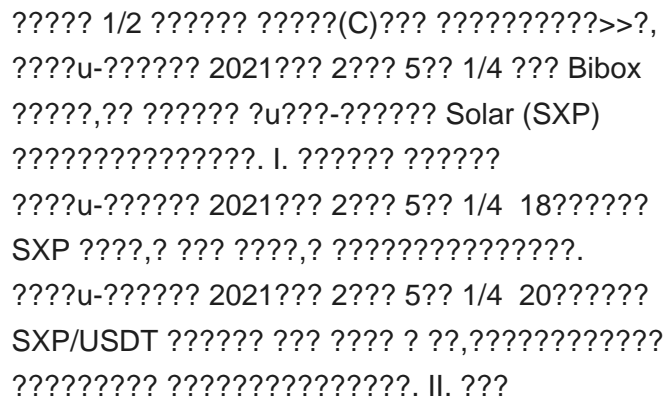 ????? 1/2 ?????? ?????(C)??? ??????????>>?,
????u-?????? 2021??? 2??? 5?? 1/4 ??? Bibox
?????,?? ?????? ?u???-?????? Solar (SXP)
???????????????. I. ?????? ??????
????u-?????? 2021??? 2??? 5?? 1/4 18??????
SXP ????,? ??? ????,? ???????????????.
????u-?????? 2021??? 2??? 5?? 1/4 20??????
SXP/USDT ?????? ??? ???? ? ??,????????????
????????? ???????????????. II. ???